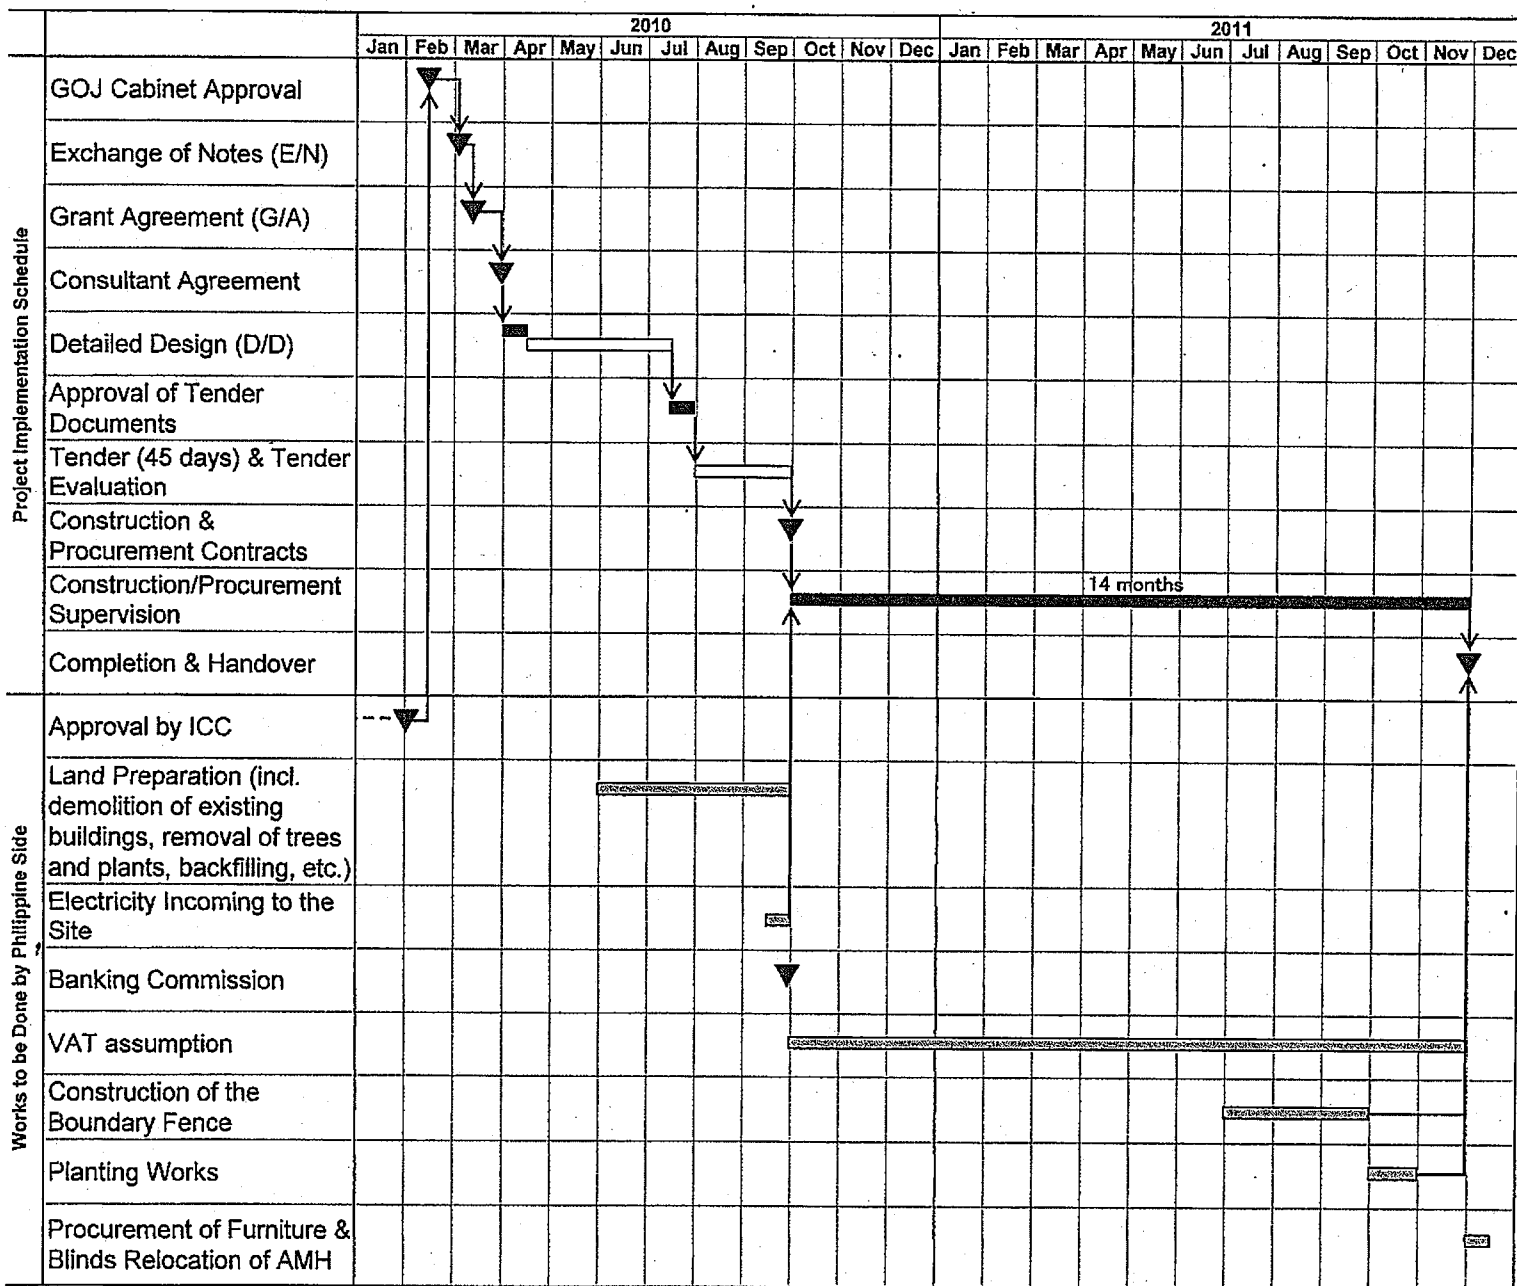 2010
2011
Jan Feb Mar Apr May Jun Jul Aug Sep Oct Nov Dec Jan Feb Mar Apr May Jun Jul Aug Sep Oct Nov Dec
Project Implementation Schedule
GOJ Cabinet Approval
Exchange of Notes (E/N)
Grant Agreement (G/A)
Consultant Agreement
Detailed Design (D/D)
Approval of Tender
Documents
Tender (45 days) & Tender
Evaluation
Construction &
Procurement Contracts
Construction/Procurement
Supervision
14 months
Completion & Handover
Works to be Done by Philippine Side
Approval by ICC
Land Preparation (incl.
demolition of existing
buildings, removal of trees
and plants, backfilling, etc.)
Electricity Incoming to the
Site
Banking Commission
VAT assumption
Construction of the
Boundary Fence
Planting Works
Procurement of Furniture &
Blinds Relocation of AMH